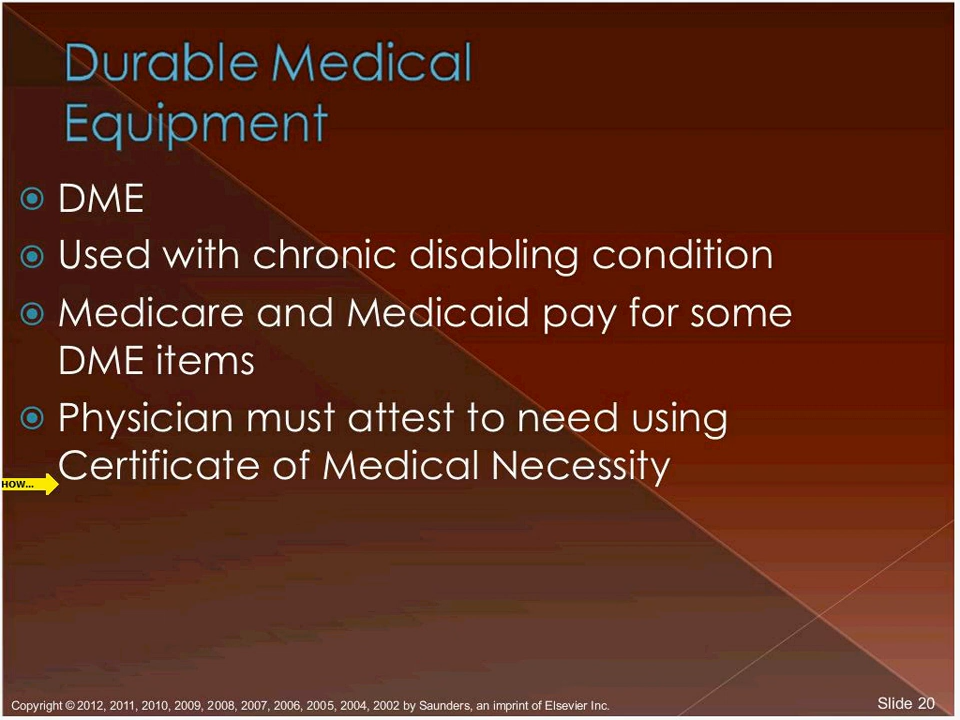 Durable Medical
Equipment
DME
Used with chronic disabling condition
Medicare and Medicaid pay for some
DME items
Physician must attest to need using
Certificate of Medical Necessity
HOW...
Copyright © 2012, 2011, 2010, 2009, 2008, 2007, 2006, 2005, 2004, 2002 by Saunders, an imprint of Elsevier Inc.
Slide 20